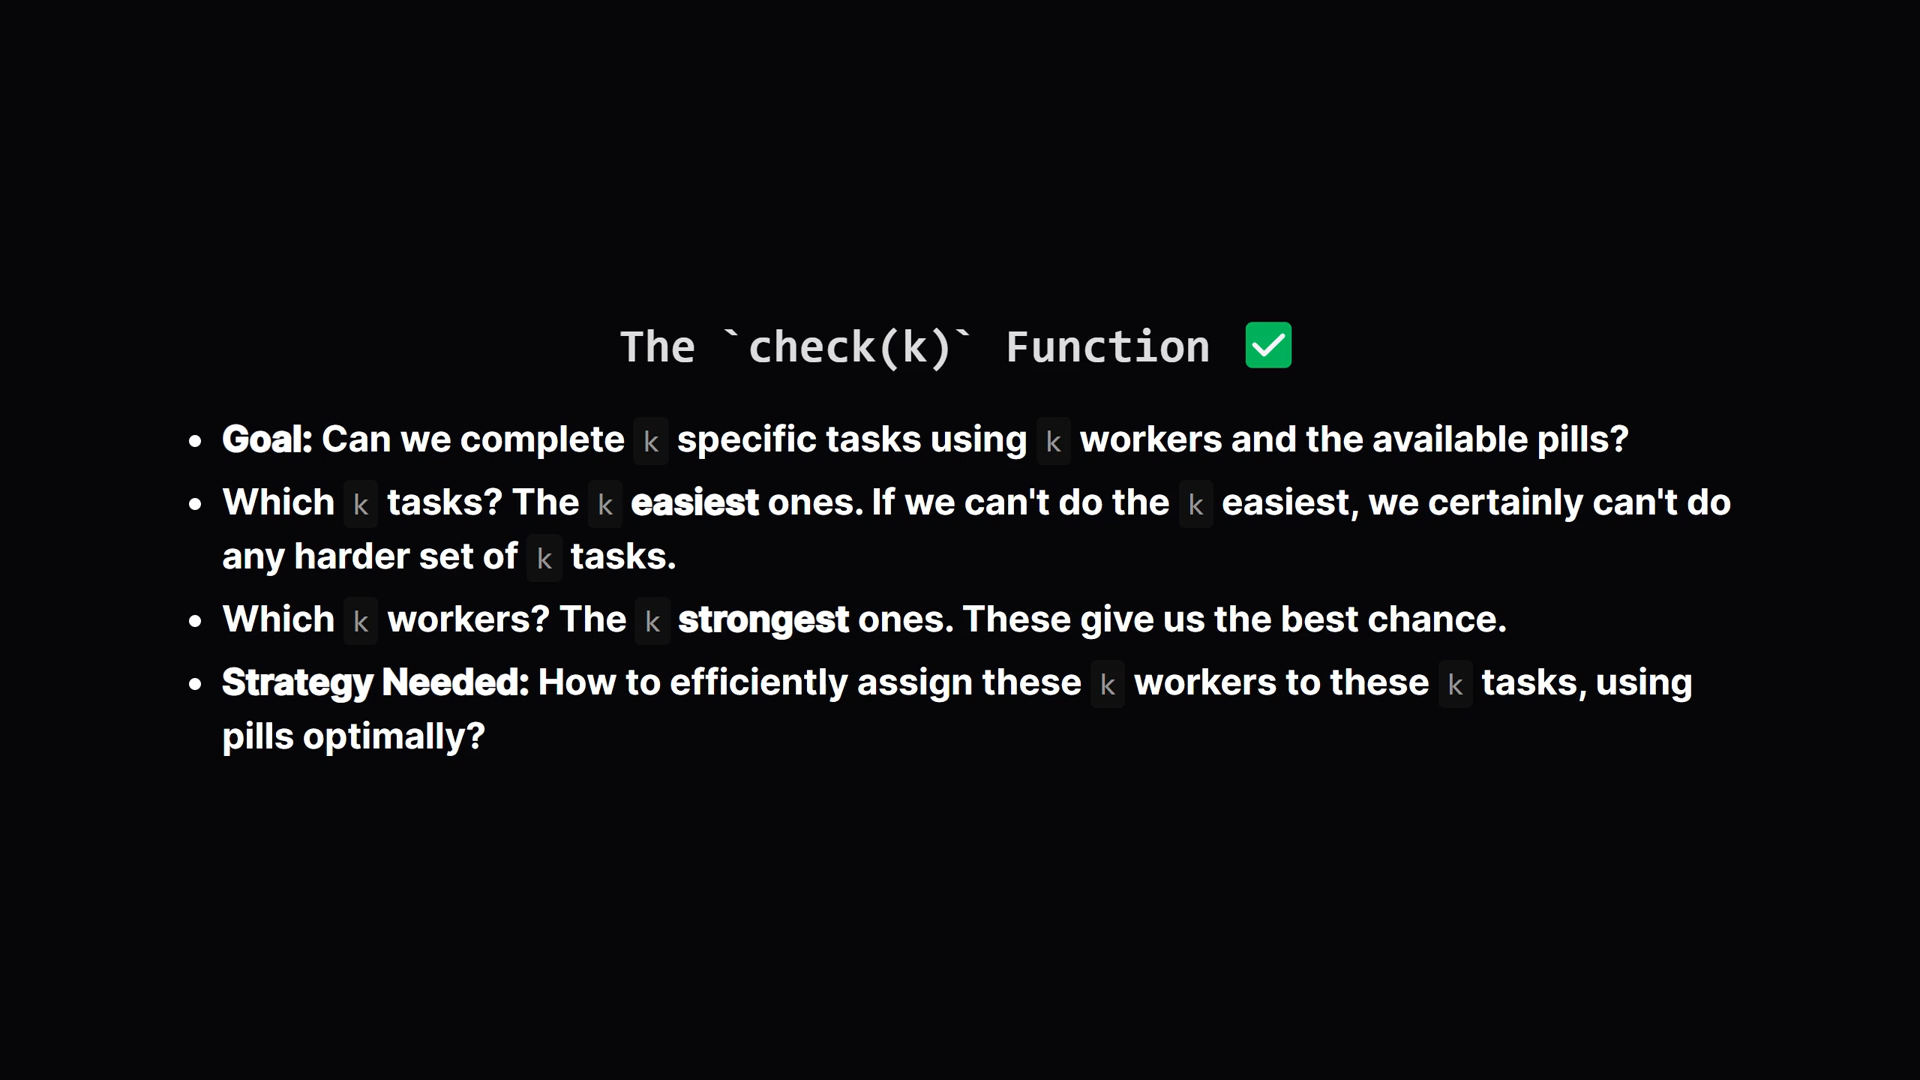 The `check(k)` Function ✅
• Goal: Can we complete k specific tasks using k workers and the available pills?
• Which k tasks? The k easiest ones. If we can't do the k easiest, we certainly can't do
any harder set of k tasks.
• Which k workers? The k strongest ones. These give us the best chance.
• Strategy Needed: How to efficiently assign these k workers to these k tasks, using
pills optimally?